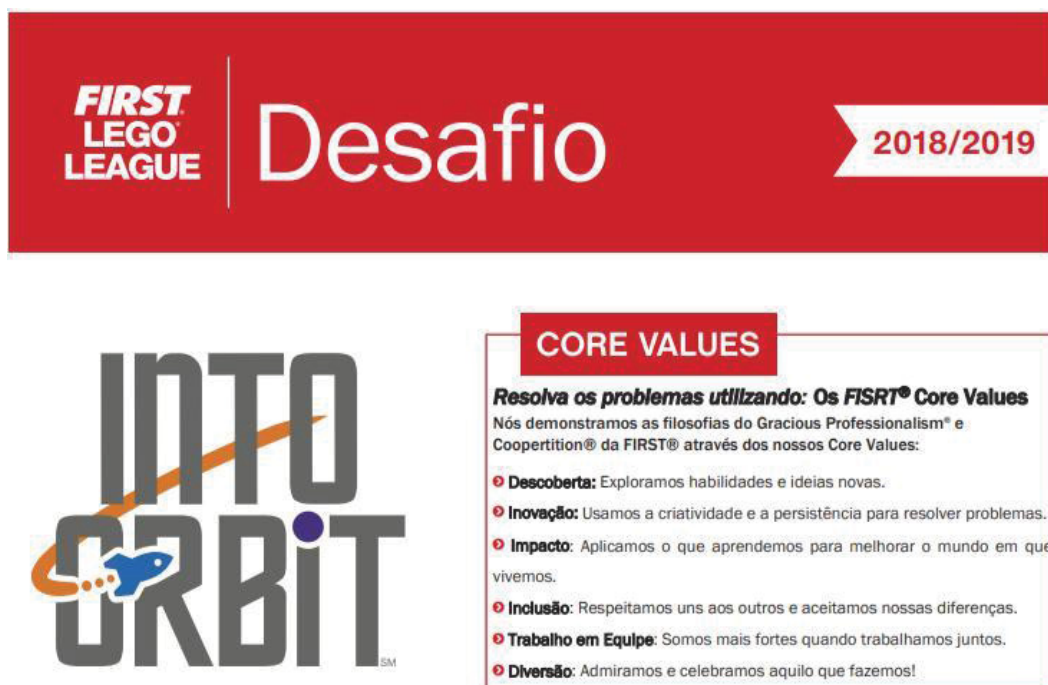 FIRST®
LEGO®
LEAGUE
Desafio
2018/2019
INTO
ORBIT
SM
CORE VALUES
Resolva os problemas utilizando: Os FISRT® Core Values
Nós demonstramos as filosofias do Gracious Professionalism® e
Coopertition® da FIRST® através dos nossos Core Values:
Descoberta: Exploramos habilidades e ideias novas.
Inovação: Usamos a criatividade e a persistência para resolver problemas.
Impacto: Aplicamos o que aprendemos para melhorar o mundo em que
vivemos.
Inclusão: Respeitamos uns aos outros e aceitamos nossas diferenças.
Trabalho em Equipe: Somos mais fortes quando trabalhamos juntos.
Diversão: Admiramos e celebramos aquilo que fazemos!